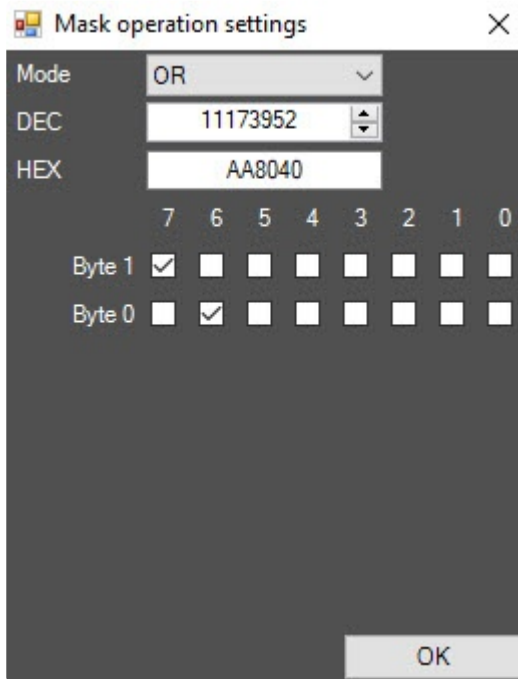 Mask operation settings
Mode OR
DEC 11173952
HEX AA8040
7 6 5 4 3 2 1 0
Byte 1
Byte 0
OK